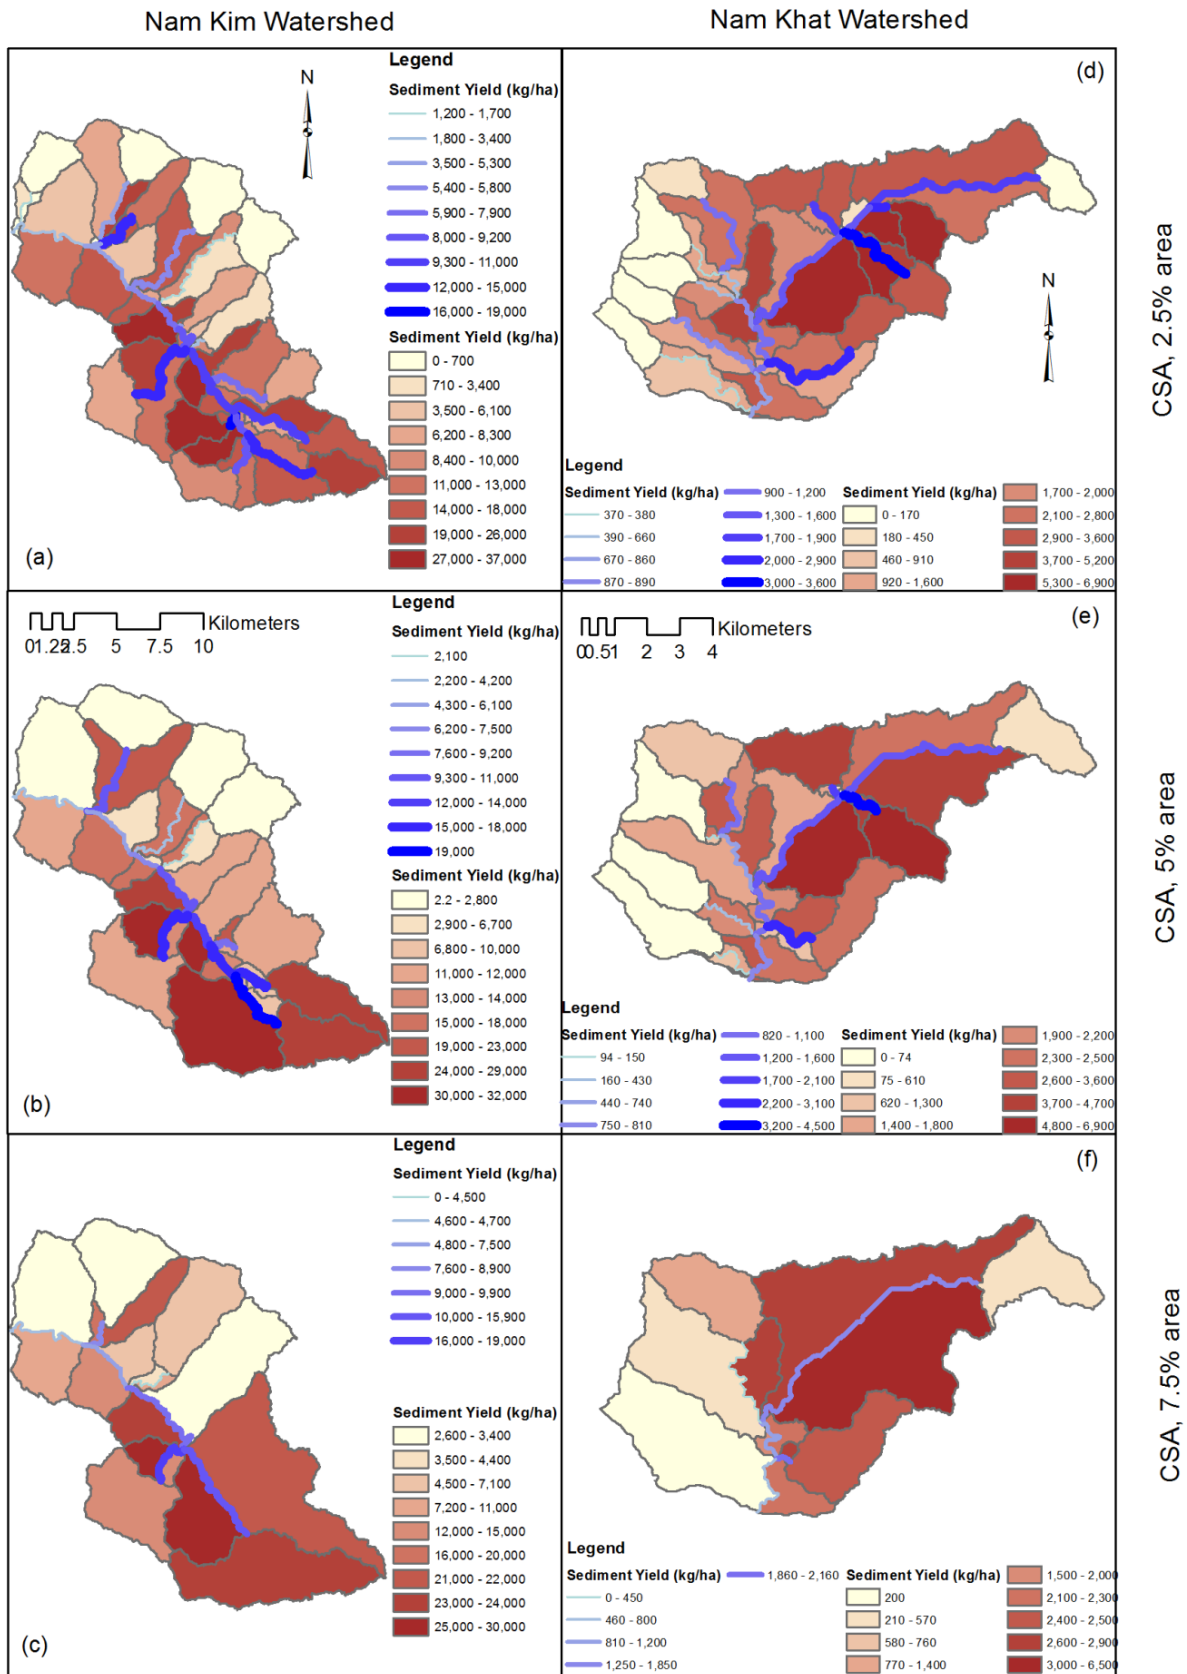 Nam Kim Watershed
Nam Khat Watershed
Legend
Sediment Yield (kg/ha)
1,200 - 1,700
1,800 - 3,400
3,500 - 5,300
5,400 - 5,800
5,900 - 7,900
8,000 - 9,200
9,300 - 11,000
12,000 - 15,000
16,000 - 19,000
Sediment Yield (kg/ha)
0 - 700
710 - 3,400
3,500 - 6,100
6,200 - 8,300
8,400 - 10,000
11,000 - 13,000
14,000 - 18,000
19,000 - 26,000
27,000 - 37,000
N
(a)
(d)
N
Legend
Sediment Yield (kg/ha)
370 - 380
390 - 660
670 - 860
870 - 890
900 - 1,200
1,300 - 1,600
1,700 - 1,900
2,000 - 2,900
3,000 - 3,600
Sediment Yield (kg/ha)
0 - 170
180 - 450
460 - 910
920 - 1,600
1,700 - 2,000
2,100 - 2,800
2,900 - 3,600
3,700 - 5,200
5,300 - 6,900
CSA, 2.5% area
Kilometers
0 1.25 2.5 5 7.5 10
Legend
Sediment Yield (kg/ha)
2,100
2,200 - 4,200
4,300 - 6,100
6,200 - 7,500
7,600 - 9,200
9,300 - 11,000
12,000 - 14,000
15,000 - 18,000
19,000
Sediment Yield (kg/ha)
2.2 - 2,800
2,900 - 6,700
6,800 - 10,000
11,000 - 12,000
13,000 - 14,000
15,000 - 18,000
19,000 - 23,000
24,000 - 29,000
30,000 - 32,000
(b)
(e)
Kilometers
0 0.5 1 2 3 4
Legend
Sediment Yield (kg/ha)
94 - 150
160 - 430
440 - 740
750 - 810
820 - 1,100
1,200 - 1,600
1,700 - 2,100
2,200 - 3,100
3,200 - 4,500
Sediment Yield (kg/ha)
0 - 74
75 - 610
620 - 1,300
1,400 - 1,800
1,900 - 2,200
2,300 - 2,500
2,600 - 3,600
3,700 - 4,700
4,800 - 6,900
CSA, 5% area
Legend
Sediment Yield (kg/ha)
0 - 4,500
4,600 - 4,700
4,800 - 7,500
7,600 - 8,900
9,000 - 9,900
10,000 - 15,900
16,000 - 19,000
Sediment Yield (kg/ha)
2,600 - 3,400
3,500 - 4,400
4,500 - 7,100
7,200 - 11,000
12,000 - 15,000
16,000 - 20,000
21,000 - 22,000
23,000 - 24,000
25,000 - 30,000
(c)
(f)
Legend
Sediment Yield (kg/ha)
0 - 450
460 - 800
810 - 1,200
1,250 - 1,850
1,860 - 2,160
Sediment Yield (kg/ha)
200
210 - 570
580 - 760
770 - 1,400
1,500 - 2,000
2,100 - 2,300
2,400 - 2,500
2,600 - 2,900
3,000 - 6,500
CSA, 7.5% area